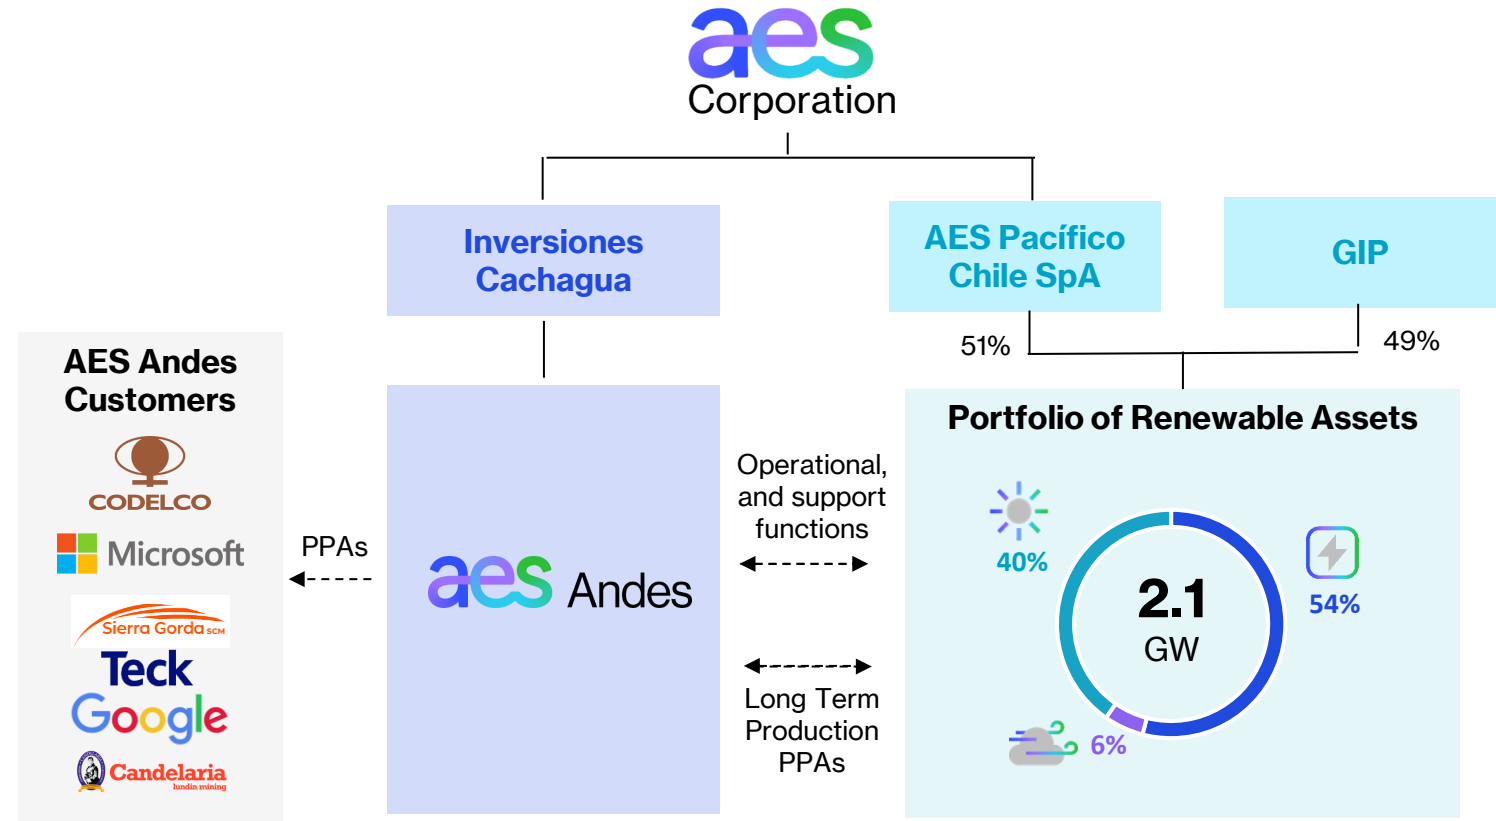 aes
Corporation
Inversiones
Cachagua
AES Pacífico
Chile SpA
GIP
51%
49%
AES Andes
Customers
CODELCO
Microsoft
Sierra Gorda SCM
Teck
Google
Candelaria
lundin mining
PPAs
aes Andes
Operational,
and support
functions
Long Term
Production
PPAs
Portfolio of Renewable Assets
40%
2.1
GW
54%
6%